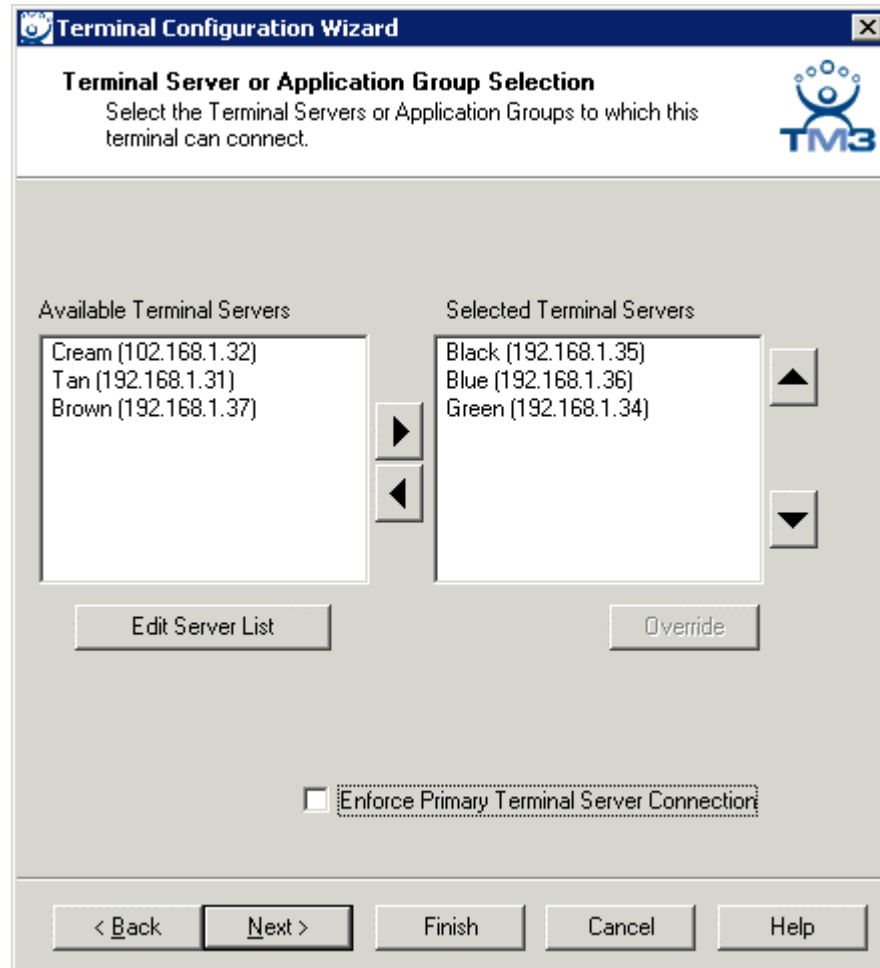 Terminal Configuration Wizard
Terminal Server or Application Group Selection
Select the Terminal Servers or Application Groups to which this
terminal can connect.
TM3
Available Terminal Servers
Cream (102.168.1.32)
Tan (192.168.1.31)
Brown (192.168.1.37)
Selected Terminal Servers
Black (192.168.1.35)
Blue (192.168.1.36)
Green (192.168.1.34)
Edit Server List
Override
Enforce Primary Terminal Server Connection
< Back
Next >
Finish
Cancel
Help